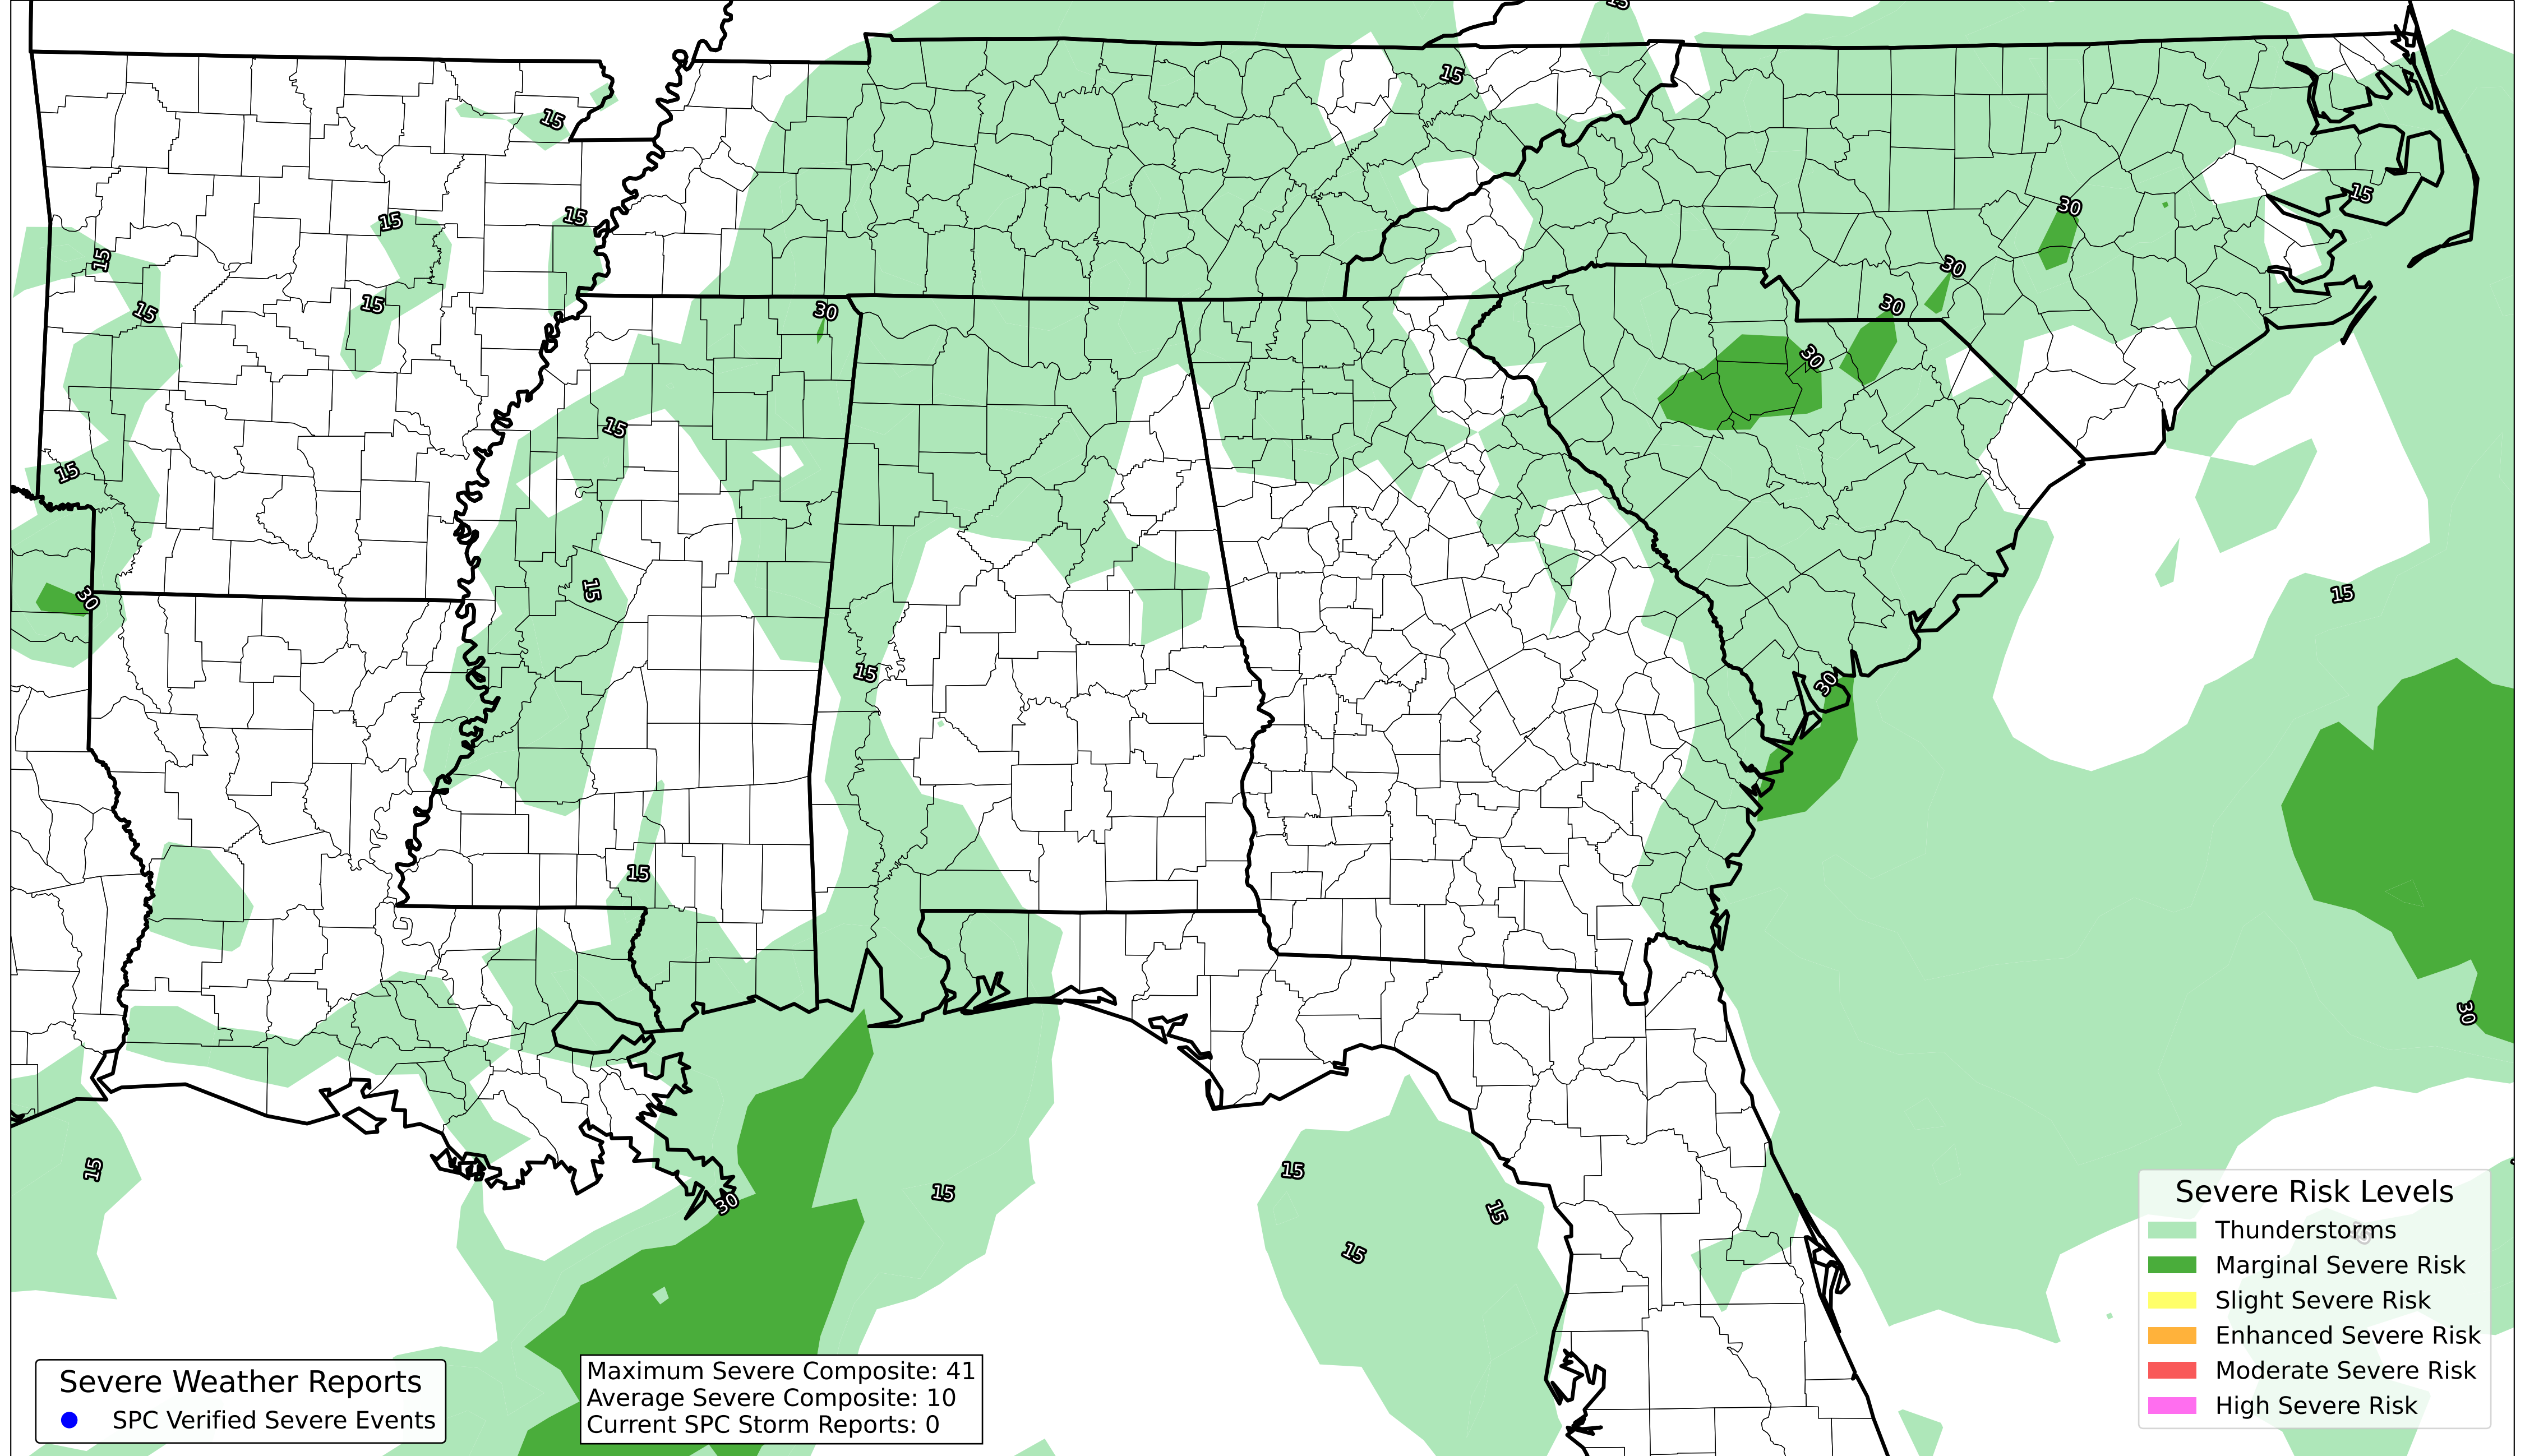 15
15
15
15
15
30
15
30
15
15
30
30
30
30
15
15
15
30
15
15
30
15
30
15
15
15
15
30
15
Severe Risk Levels
Thunderstorms
Marginal Severe Risk
Slight Severe Risk
Enhanced Severe Risk
Moderate Severe Risk
High Severe Risk
Severe Weather Reports
SPC Verified Severe Events
Maximum Severe Composite: 41
Average Severe Composite: 10
Current SPC Storm Reports: 0